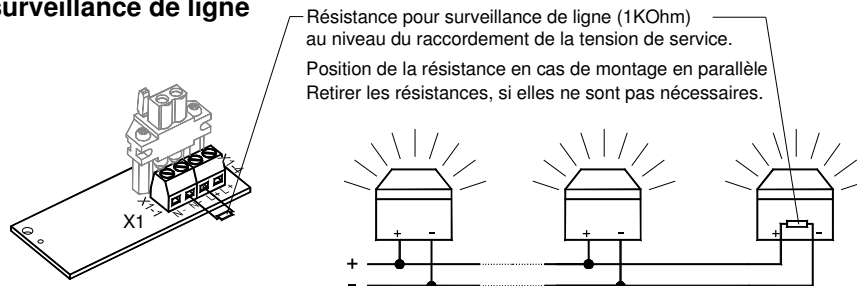 surveillance de ligne
Résistance pour surveillance de ligne (1KOhm)
au niveau du raccordement de la tension de service.
Position de la résistance en cas de montage en parallèle
Retirer les résistances, si elles ne sont pas nécessaires.
X1-1
X1
+ -
+ -
+ -
+
-